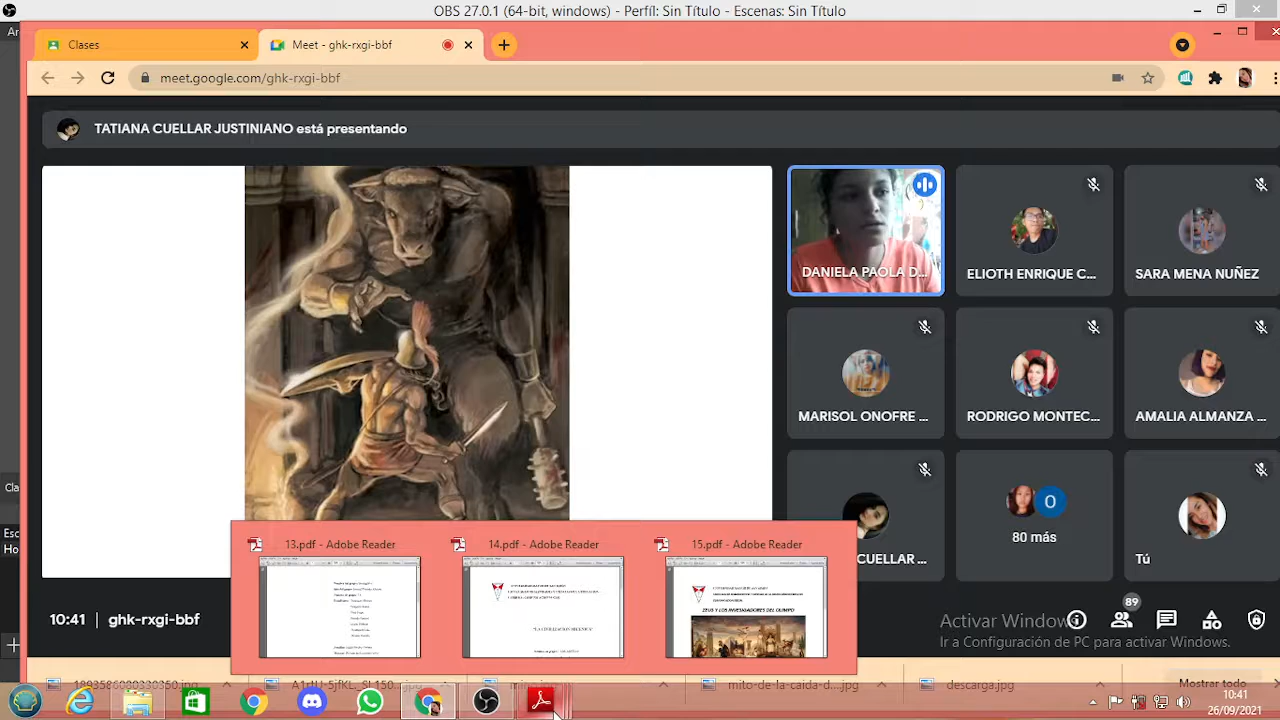 OBS 27.0.1 (64-bit, windows) - Perfil: Sin Título - Escenas: Sin Título
Clases
Meet - ghk-rxgi-bbf
meet.google.com/ghk-rxgi-bbf
TATIANA CUELLAR JUSTINIANO está presentando
DANIELA PAOLA D...
ELIOTH ENRIQUE C...
SARA MENA NUÑEZ
MARISOL ONOFRE ...
RODRIGO MONTEC...
AMALIA ALMANZA ...
CUELLAR ...
O
80 más
Tú
13.pdf - Adobe Reader
14.pdf - Adobe Reader
15.pdf - Adobe Reader
ZEUS Y LOS INVESTIGADORES DEL OLIMPO
10:41 | ghk-rxgi-bbf
89
Activar Windo
Ir a Configuración de PC para activar Windows.
mito-de-la-caida-d....jpg
descarga.jpg
Mostrar todo
10:41
26/09/2021